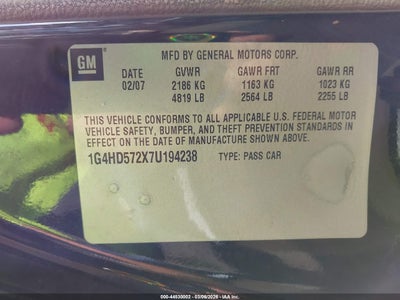 GM
MFD BY GENERAL MOTORS CORP.
DATE GVWR GAWR FRT GAWR RR
02/07 2186 KG 1163 KG 1023 KG
4819 LB 2564 LB 2255 LB
THIS VEHICLE CONFORMS TO ALL APPLICABLE U.S. FEDERAL MOTOR
VEHICLE SAFETY, BUMPER, AND THEFT PREVENTION STANDARDS IN
EFFECT ON THE DATE OF MANUFACTURE SHOWN ABOVE.
1G4HD572X7U194238 TYPE: PASS CAR
000-44530002 - 03/06/2026 - IAA